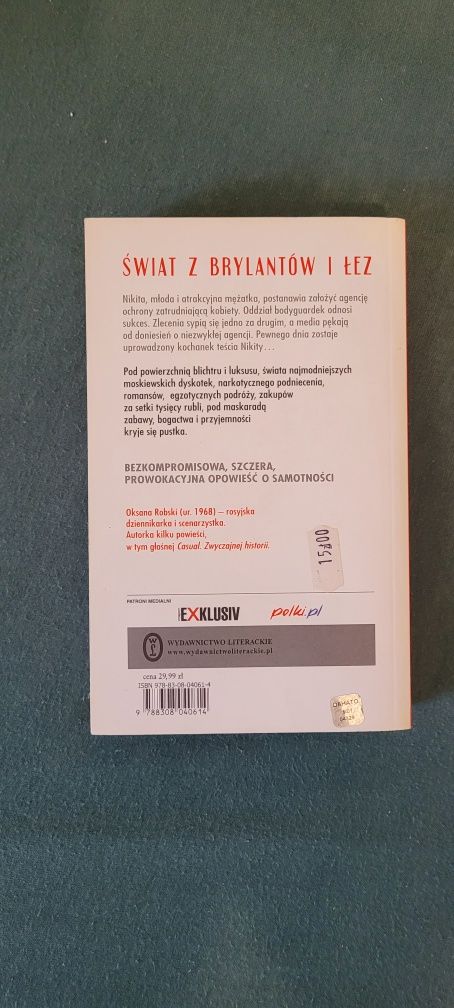 ŚWIAT Z BRYLANTÓW I ŁEZ
Nikita, młoda i atrakcyjna mężatka, postanawia założyć agencję
ochrony zatrudniającą kobiety. Oddział bodyguardek odnosi
sukces. Zlecenia sypią się jedno za drugim, a media pękają
od doniesień o niezwykłej agencji. Pewnego dnia zostaje
uprowadzony kochanek teścia Nikity...
Pod powierzchnią blichtru i luksusu, świata najmodniejszych
moskiewskich dyskotek, narkotycznego podniecenia,
romansów, egzotycznych podróży, zakupów
za setki tysięcy rubli, pod maskaradą
zabawy, bogactwa i przyjemności
kryje się pustka.
BEZKOMPROMISOWA, SZCZERA,
PROWOKACYJNA OPOWIEŚĆ O SAMOTNOŚCI
Oksana Robski (ur. 1968) – rosyjska
dziennikarka i scenarzystka.
Autorka kilku powieści,
w tym głośnej Casual. Zwyczajnej historii.
PATRONI MEDIALNI
EXKLUSIV
polki.pl
WYDAWNICTWO LITERACKIE
www.wydawnictwoliterackie.pl
cena 29,99 zł
ISBN 978-83-08-04061-4
9 788308 040614